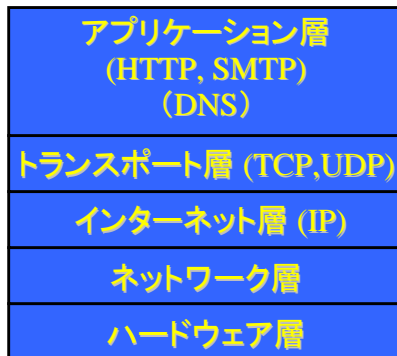 アプリケーション層
(HTTP, SMTP)
（DNS）
トランスポート層 (TCP,UDP)
インターネット層 (IP)
ネットワーク層
ハードウェア層